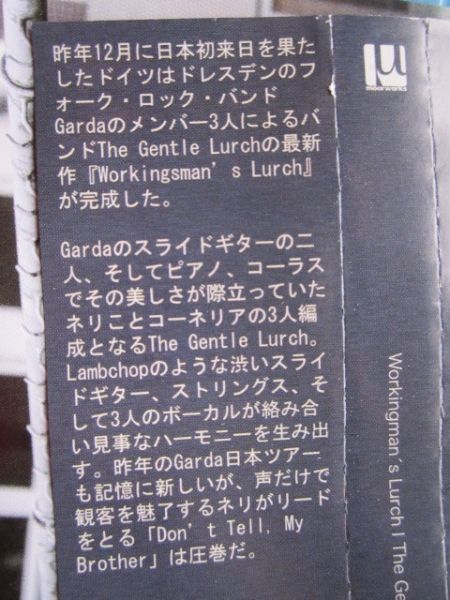 昨年12月に日本初来日を果た
したドイツはドレスデンのフ
ォーク・ロック・バンド
Gardaのメンバー3人によるバ
ンドThe Gentle Lurchの最新
作『Workingsman's Lurch』
が完成した。
Gardaのスライドギターの二
人、そしてピアノ、コーラス
でその美しさが際立っていた
ネリことコーネリアの3人編
成となるThe Gentle Lurch。
Lambchopのような渋いスライ
ドギター、ストリングス、そ
して3人のボーカルが絡み合
い見事なハーモニーを生み出
す。昨年のGarda日本ツアー
も記憶に新しいが、声だけで
観客を魅了するネリがリード
をとる「Don't Tell, My
Brother」は圧巻だ。
μ
moorworks
Workingman's Lurch I The Ge